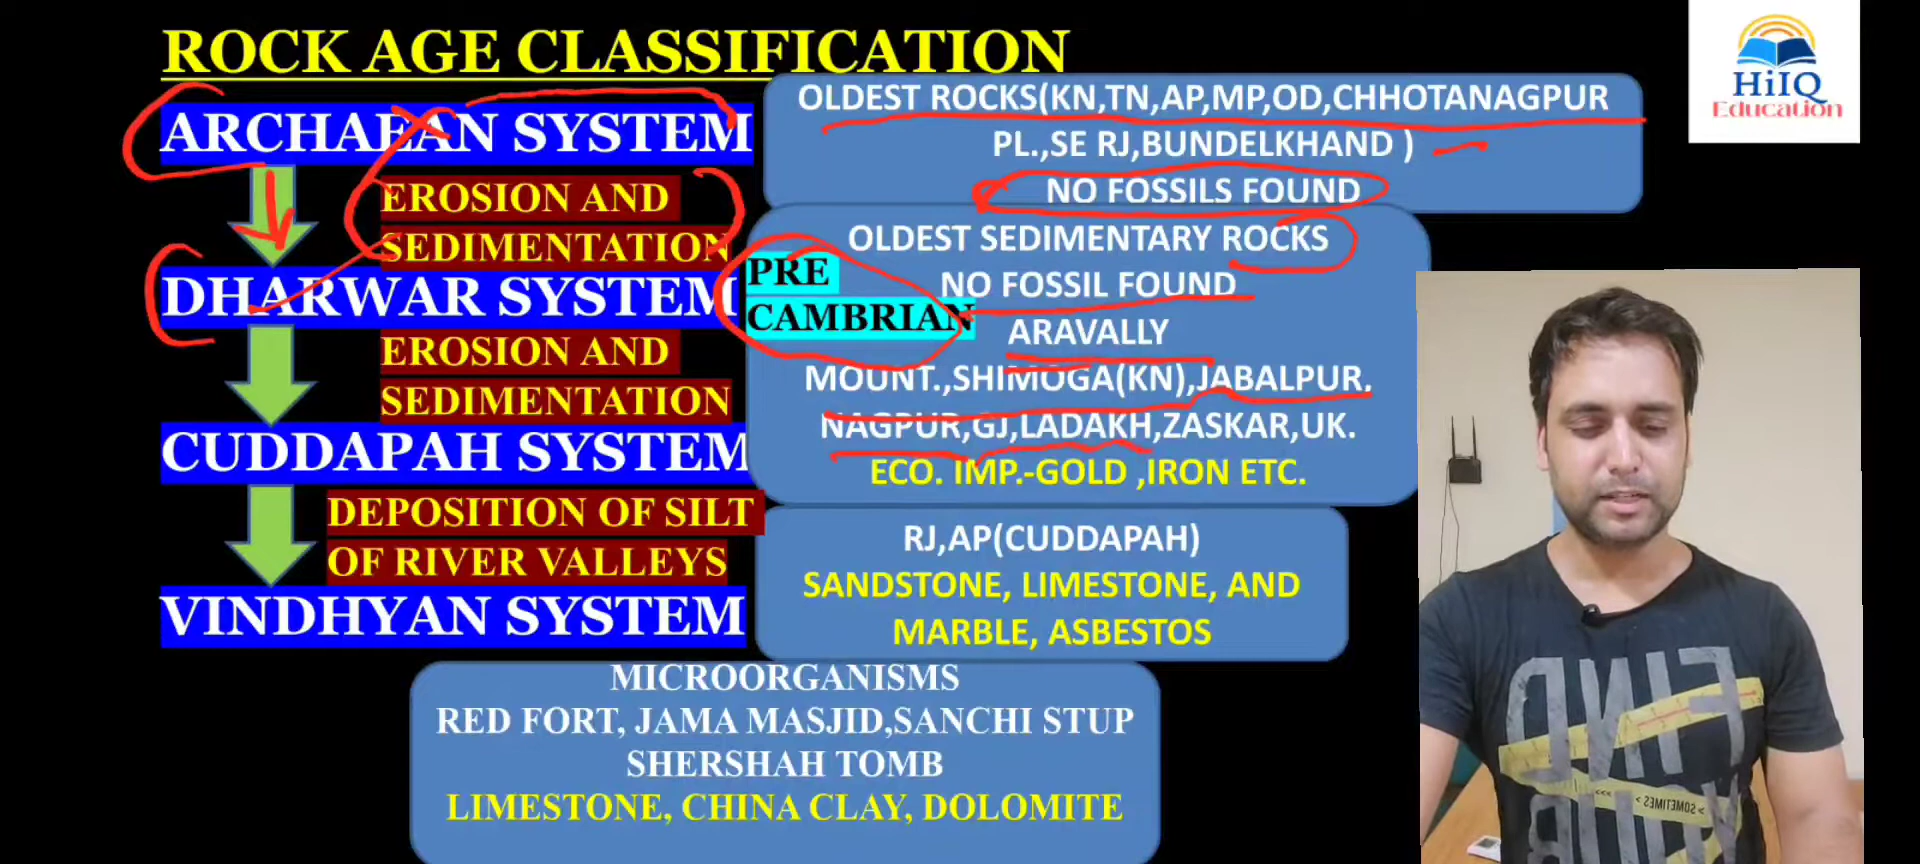 ROCK AGE CLASSIFICATION
HiIQ
Education
ARCHAEAN SYSTEM
OLDEST ROCKS(KN,TN,AP,MP,OD,CHHOTANAGPUR
PL.,SE RJ,BUNDELKHAND )
NO FOSSILS FOUND
EROSION AND
SEDIMENTATION
DHARWAR SYSTEM
PRE
CAMBRIAN
OLDEST SEDIMENTARY ROCKS
NO FOSSIL FOUND
ARAVALLY
MOUNT.,SHIMOGA(KN),JABALPUR.
NAGPUR,GJ,LADAKH,ZASKAR,UK.
ECO. IMP.-GOLD ,IRON ETC.
EROSION AND
SEDIMENTATION
CUDDAPAH SYSTEM
RJ,AP(CUDDAPAH)
SANDSTONE, LIMESTONE, AND
MARBLE, ASBESTOS
DEPOSITION OF SILT
OF RIVER VALLEYS
VINDHYAN SYSTEM
MICROORGANISMS
RED FORT, JAMA MASJID,SANCHI STUP
SHERSHAH TOMB
LIMESTONE, CHINA CLAY, DOLOMITE
FIND
< SOMETIMES >